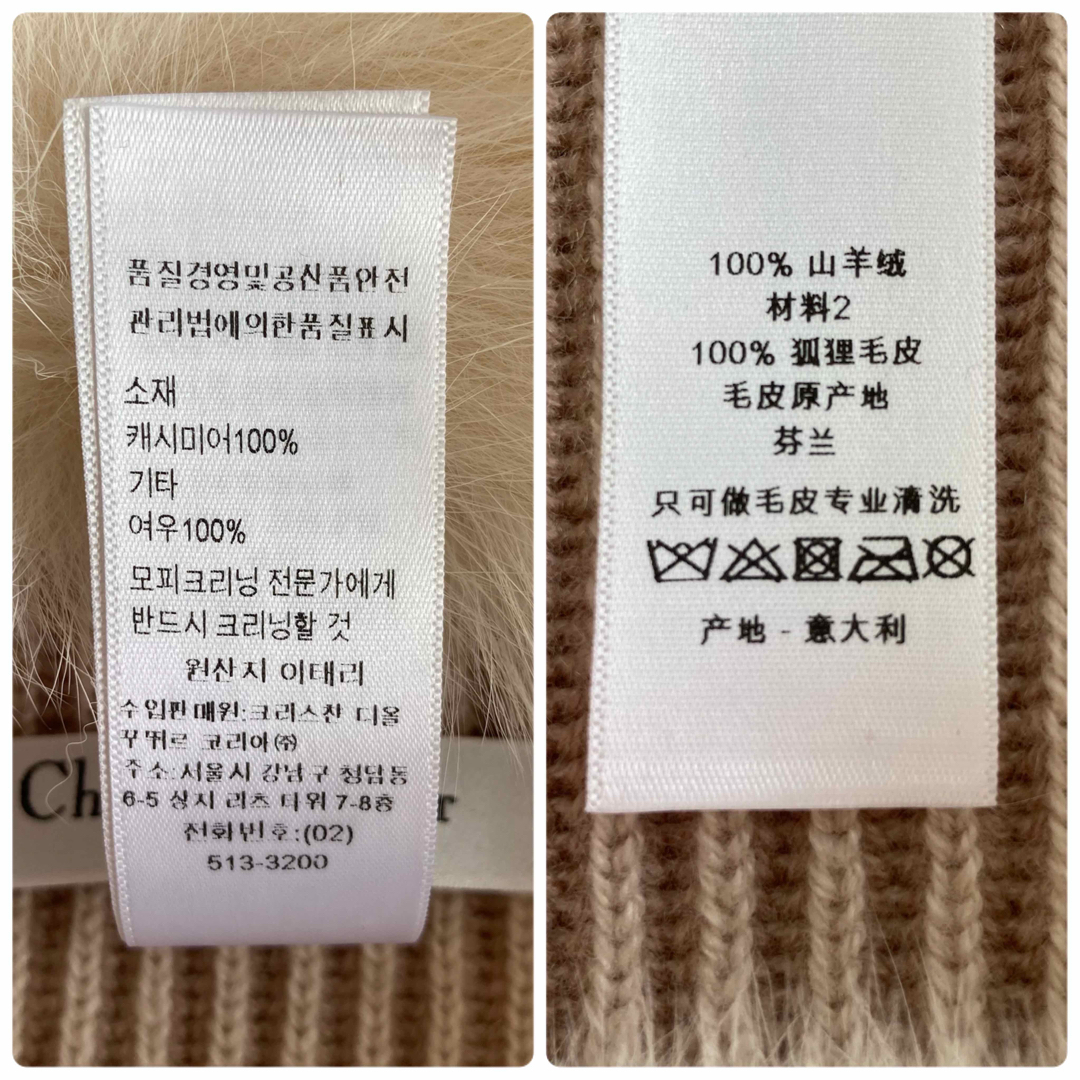 품질경영및공산품안전
관리법에의한품질표시
소재
캐시미어100%
기타
여우100%
모피크리닝 전문가에게
반드시 크리닝할 것
원산지 이태리
수입판매원:크리스챤 디올
꾸뛰르 코리아㈜
주소:서울시 강남구 청담동
6-5 상지 리츠 타워 7-8층
전화번호:(02)
513-3200
Ch
r
100% 山羊绒
材料2
100% 狐狸毛皮
毛皮原产地
芬兰
只可做毛皮专业清洗
产地 - 意大利